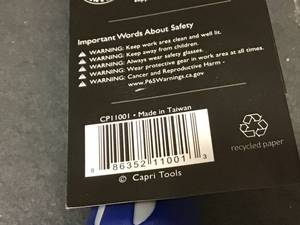 Important Words About Safety
WARNING: Keep work area clean and well lit.
WARNING: Keep away from children.
WARNING: Always wear safety glasses.
WARNING: Wear protective gear in work area at all times.
WARNING: Cancer and Reproductive Harm -
www.P65Warnings.ca.gov
CP11001 • Made in Taiwan
8 86352 11001 3
© Capri Tools
recycled paper